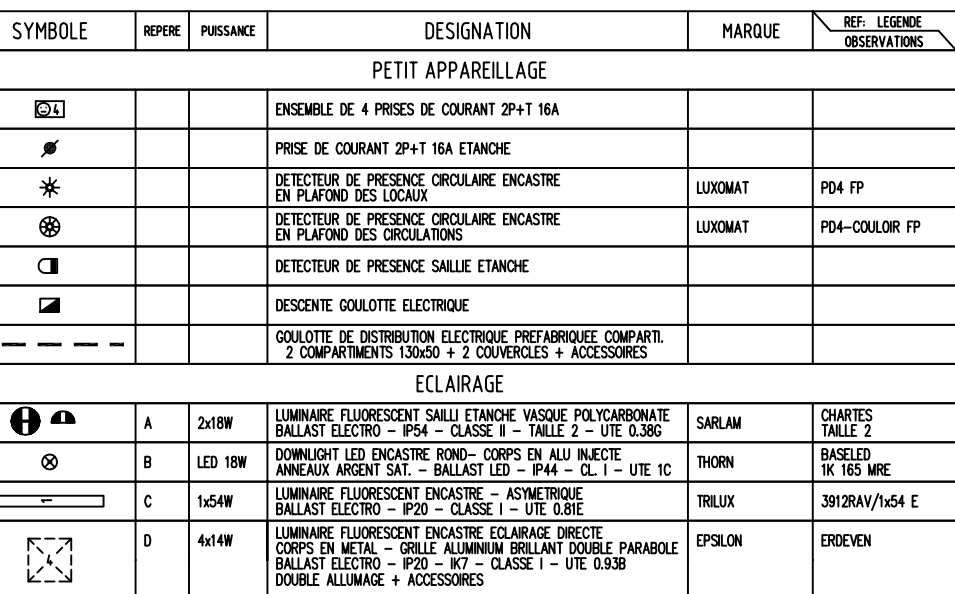 SYMBOLE REPERE PUISSANCE DESIGNATION MARQUE REF: LEGENDE
OBSERVATIONS
PETIT APPAREILLAGE
4 ENSEMBLE DE 4 PRISES DE COURANT 2P+T 16A
PRISE DE COURANT 2P+T 16A ETANCHE
DETECTEUR DE PRESENCE CIRCULAIRE ENCASTRE
EN PLAFOND DES LOCAUX
LUXOMAT PD4 FP
DETECTEUR DE PRESENCE CIRCULAIRE ENCASTRE
EN PLAFOND DES CIRCULATIONS
LUXOMAT PD4-COULOIR FP
DETECTEUR DE PRESENCE SAILLIE ETANCHE
DESCENTE GOULOTTE ELECTRIQUE
GOULOTTE DE DISTRIBUTION ELECTRIQUE PREFABRIQUEE COMPARTI.
2 COMPARTIMENTS 130x50 + 2 COUVERCLES + ACCESSOIRES
ECLAIRAGE
A 2x18W LUMINAIRE FLUORESCENT SAILLI ETANCHE VASQUE POLYCARBONATE
BALLAST ELECTRO - IP54 - CLASSE II - TAILLE 2 - UTE 0.38G
SARLAM CHARTES
TAILLE 2
B LED 18W DOWNLIGHT LED ENCASTRE ROND- CORPS EN ALU INJECTE
ANNEAUX ARGENT SAT. - BALLAST LED - IP44 - CL. I - UTE 1C
THORN BASELED
1K 165 MRE
1 C 1x54W LUMINAIRE FLUORESCENT ENCASTRE - ASYMETRIQUE
BALLAST ELECTRO - IP20 - CLASSE I - UTE 0.81E
TRILUX 3912RAV/1x54 E
4 D 4x14W LUMINAIRE FLUORESCENT ENCASTRE ECLAIRAGE DIRECTE
CORPS EN METAL - GRILLE ALUMINIUM BRILLANT DOUBLE PARABOLE
BALLAST ELECTRO - IP20 - IK7 - CLASSE I - UTE 0.93B
DOUBLE ALLUMAGE + ACCESSOIRES
EPSILON ERDEVEN